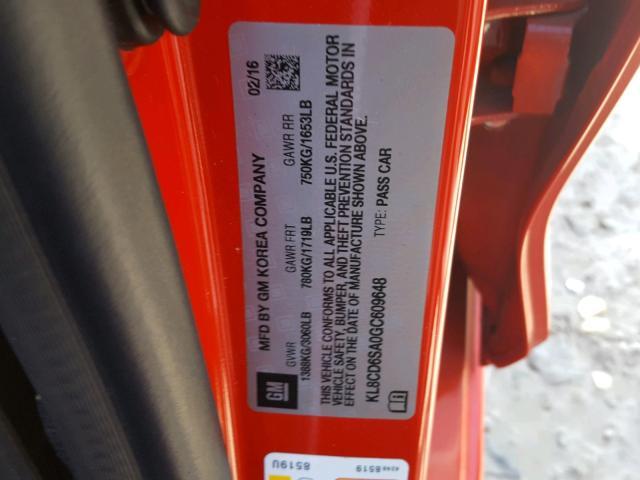 MFD BY GM KOREA COMPANY 02/16
GVWR GAWR FRT GAWR RR
1388KG/3060LB 780KG/1719LB 750KG/1653LB
THIS VEHICLE CONFORMS TO ALL APPLICABLE U.S. FEDERAL MOTOR
VEHICLE SAFETY, BUMPER, AND THEFT PREVENTION STANDARDS IN
EFFECT ON THE DATE OF MANUFACTURE SHOWN ABOVE.
KL8CD6SA0GC609648 TYPE: PASS CAR
GM
8519U
8519